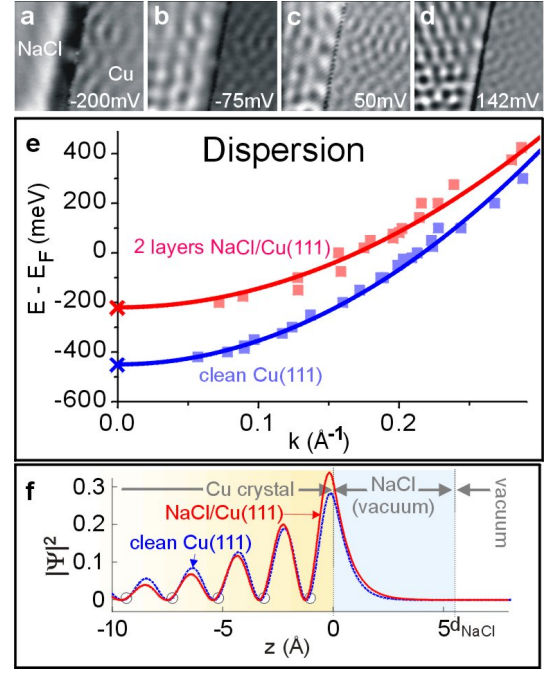 a b c d
NaCl
Cu
-200mV -75mV 50mV 142mV
e Dispersion
400
200
0
-200
-400
-600
E - E_F (meV)
2 layers NaCl/Cu(111)
clean Cu(111)
0.0 0.1 0.2
k (Å⁻¹)
f
0.3
0.2
0.1
0
|Ψ|²
Cu crystal
NaCl
(vacuum)
vacuum
NaCl/Cu(111)
clean Cu(111)
-10 -5 0 5 d_NaCl
z (Å)